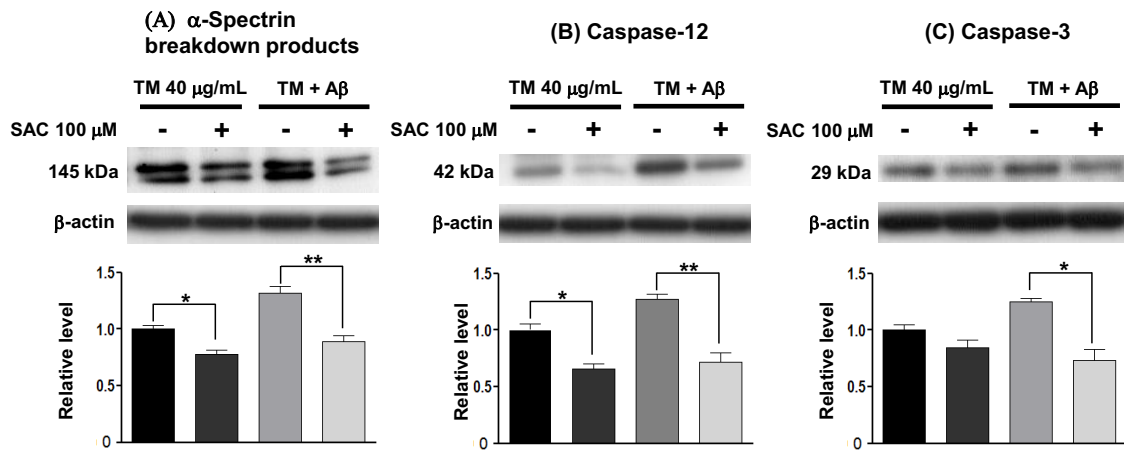 (A) α-Spectrin
breakdown products
TM 40 μg/mL
TM + Aβ
SAC 100 μM
-
+
-
+
145 kDa
β-actin
Relative level
1.5
1.0
0.5
0
*
**
(B) Caspase-12
TM 40 μg/mL
TM + Aβ
SAC 100 μM
-
+
-
+
42 kDa
β-actin
Relative level
1.5
1.0
0.5
0
*
**
(C) Caspase-3
TM 40 μg/mL
TM + Aβ
SAC 100 μM
-
+
-
+
29 kDa
β-actin
Relative level
1.5
1.0
0.5
0
*